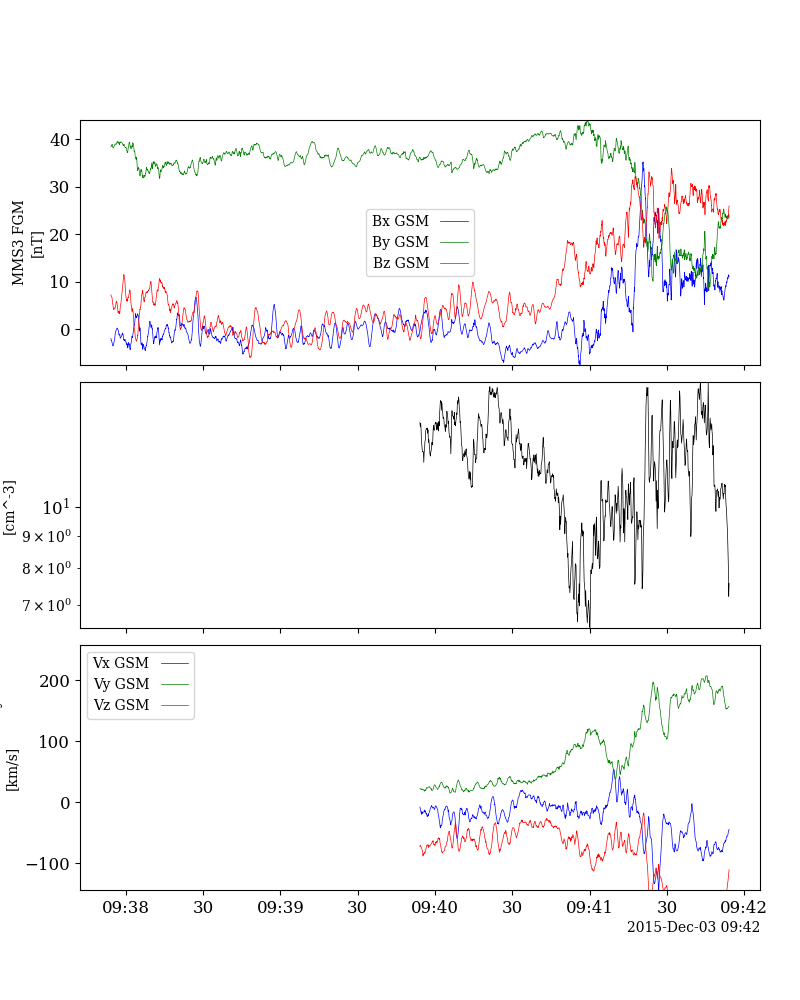 MMS3 FGM
[nT]
40
30
20
10
0
Bx GSM
By GSM
Bz GSM
[cm^-3]
10¹
9 × 10⁰
8 × 10⁰
7 × 10⁰
Vx GSM
Vy GSM
Vz GSM
[km/s]
200
100
0
−100
09:38 30 09:39 30 09:40 30 09:41 30 09:42
2015-Dec-03 09:42